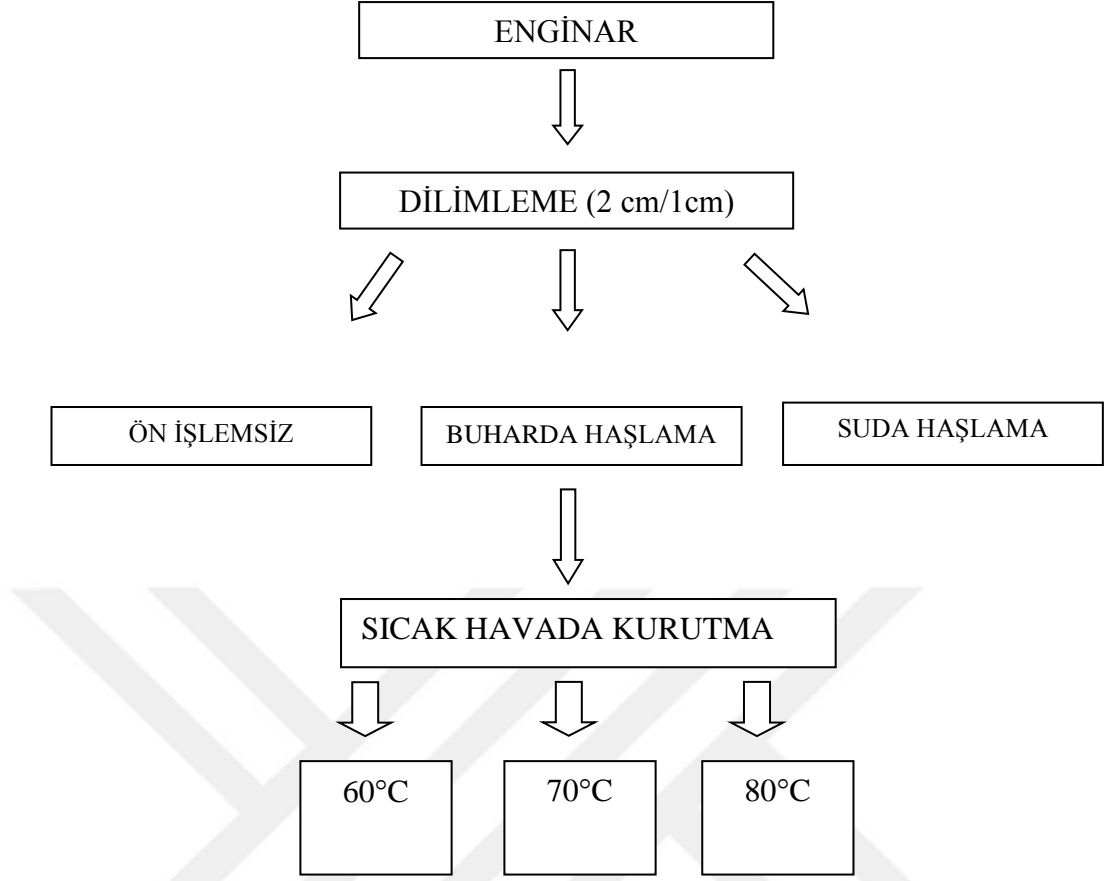 ENGİNAR
DİLİMLEME (2 cm/1cm)
ÖN İŞLEMSİZ
BUHARDA HAŞLAMA
SUDA HAŞLAMA
SICAK HAVADA KURUTMA
60°C
70°C
80°C